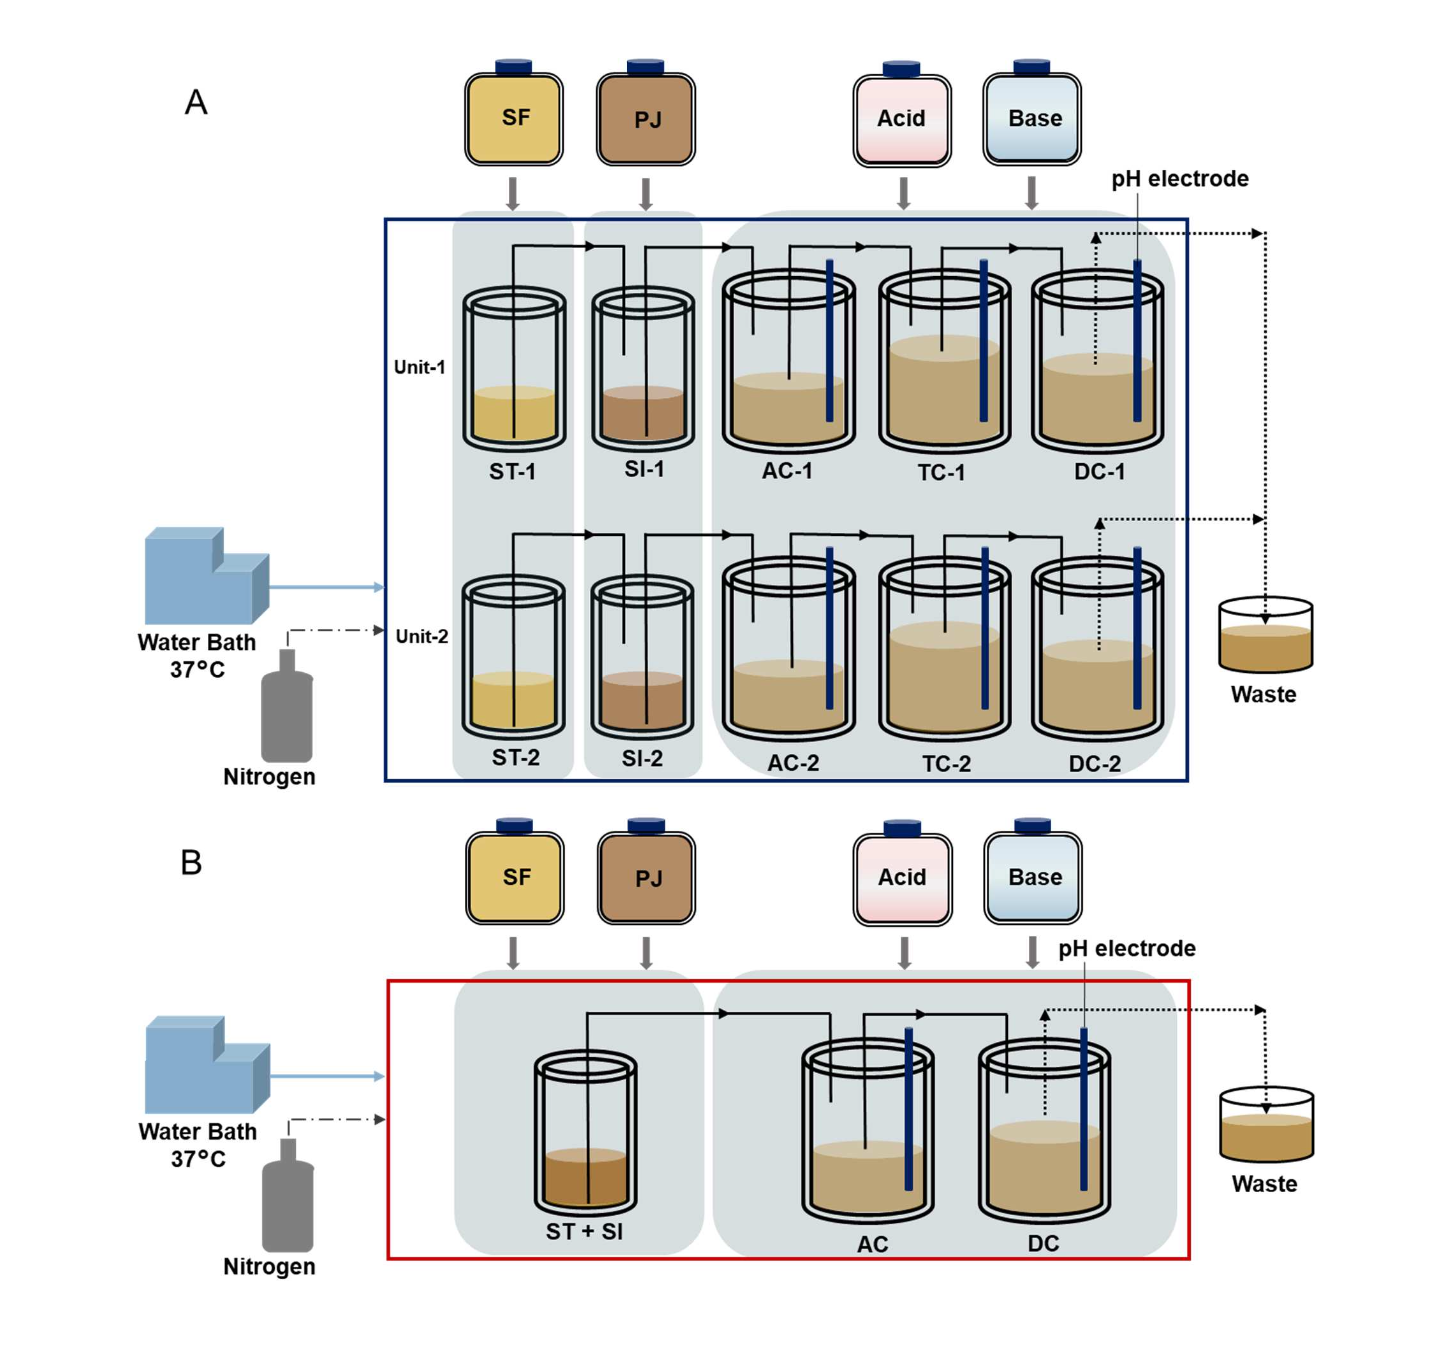 A
SF
PJ
Acid
Base
pH electrode
Unit-1
ST-1
SI-1
AC-1
TC-1
DC-1
Water Bath
37°C
Unit-2
Nitrogen
ST-2
SI-2
AC-2
TC-2
DC-2
Waste
B
SF
PJ
Acid
Base
pH electrode
Water Bath
37°C
Nitrogen
ST + SI
AC
DC
Waste